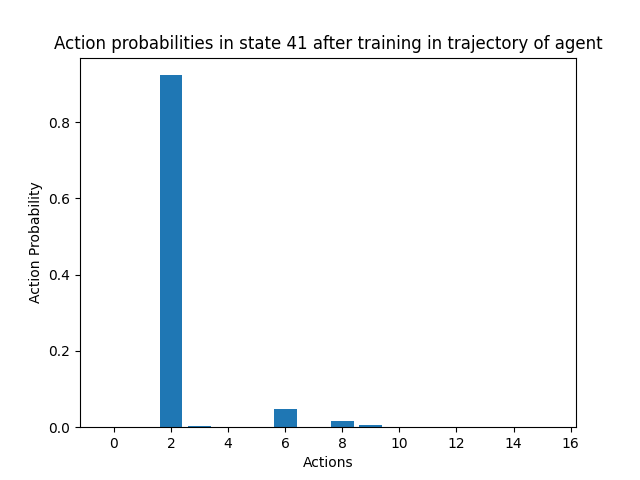 Action probabilities in state 41 after training in trajectory of agent
Action Probability
0.8
0.6
0.4
0.2
0.0
0 2 4 6 8 10 12 14 16
Actions